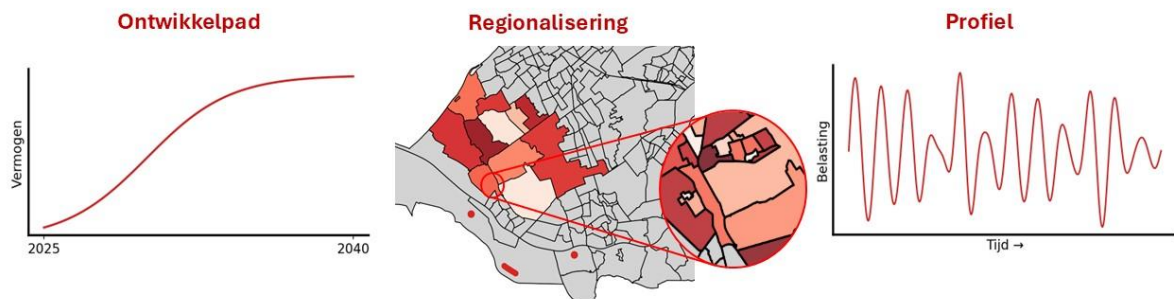 Ontwikkelpad
Regionalisering
Profiel
Vermogen
2025
2040
Belasting
Tijd →